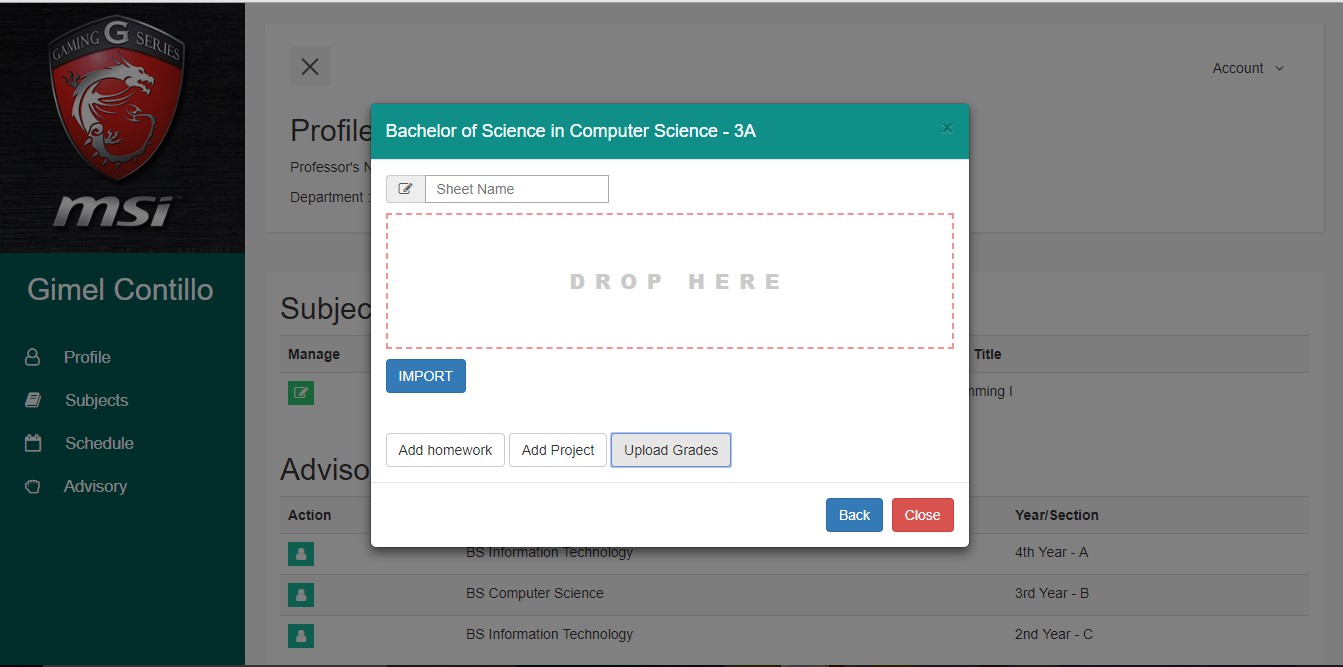 GAMING G SERIES
msi
Gimel Contillo
Profile
Subjects
Schedule
Advisory
Account
Profile
Professor's
Department :
Bachelor of Science in Computer Science - 3A
×
Sheet Name
DROP HERE
IMPORT
Add homework Add Project Upload Grades
Back Close
Subjec
Manage Title
nming I
Adviso
Action Year/Section
BS Information Technology 4th Year - A
BS Computer Science 3rd Year - B
BS Information Technology 2nd Year - C